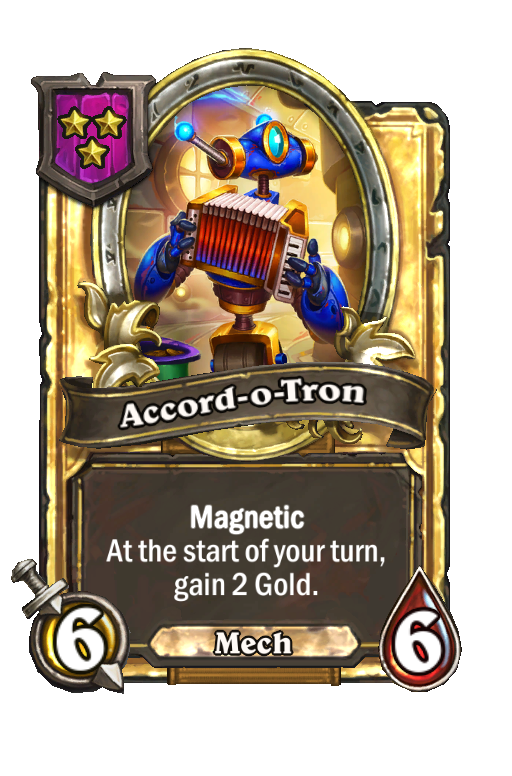 Accord-o-Tron
Magnetic
At the start of your turn,
gain 2 Gold.
6
Mech
6